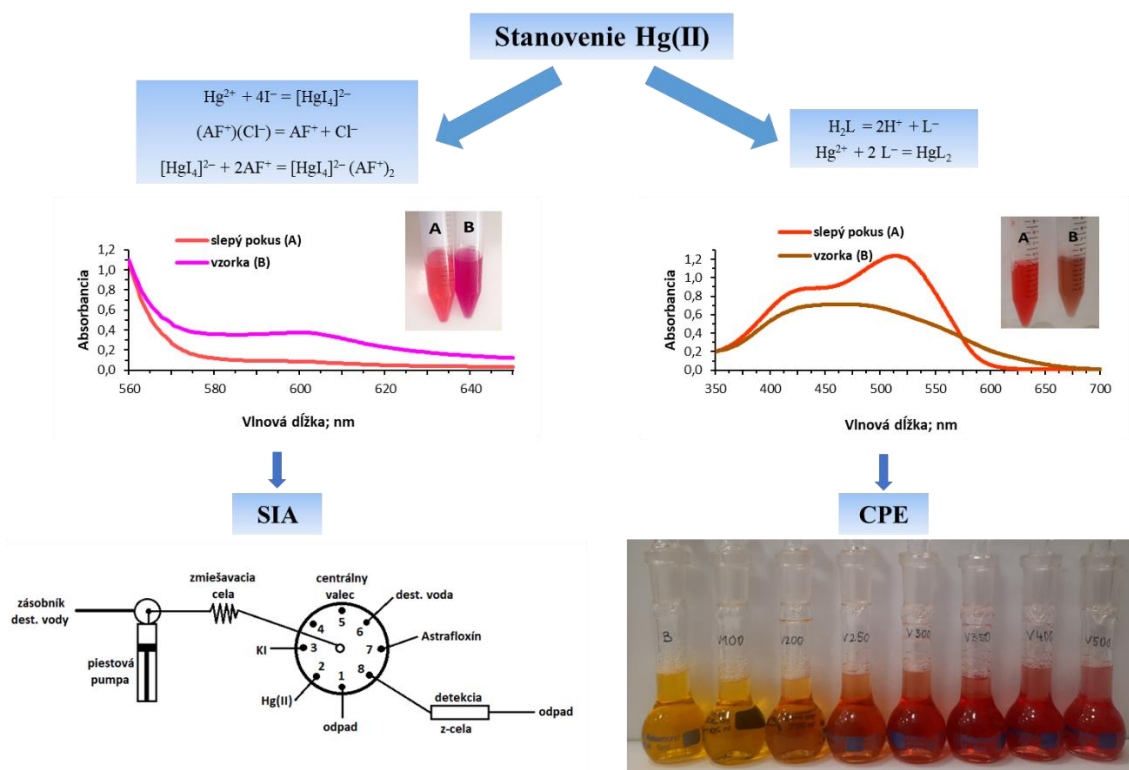 Stanovenie Hg(II)
Hg²⁺ + 4I⁻ = [HgI₄]²⁻
(AF⁺)(Cl⁻) = AF⁺ + Cl⁻
[HgI₄]²⁻ + 2AF⁺ = [HgI₄]²⁻ (AF⁺)₂
H₂L = 2H⁺ + L⁻
Hg²⁺ + 2 L⁻ = HgL₂
A B
slepý pokus (A)
vzorka (B)
1,2
1,0
0,8
0,6
0,4
0,2
0,0
Absorbancia
560 580 600 620 640
Vlnová dĺžka; nm
A B
slepý pokus (A)
vzorka (B)
1,2
1,0
0,8
0,6
0,4
0,2
0,0
Absorbancia
350 400 450 500 550 600 650 700
Vlnová dĺžka; nm
SIA
zásobník
dest. vody
piestová
pumpa
zmiešavacia
cela
centrálny
valec
dest. voda
Astrafloxín
KI
Hg(II)
odpad
1
2
3
4
5
6
7
8
detekcia
z-cela
odpad
CPE
B V100 V200 V250 V300 V350 V400 V500